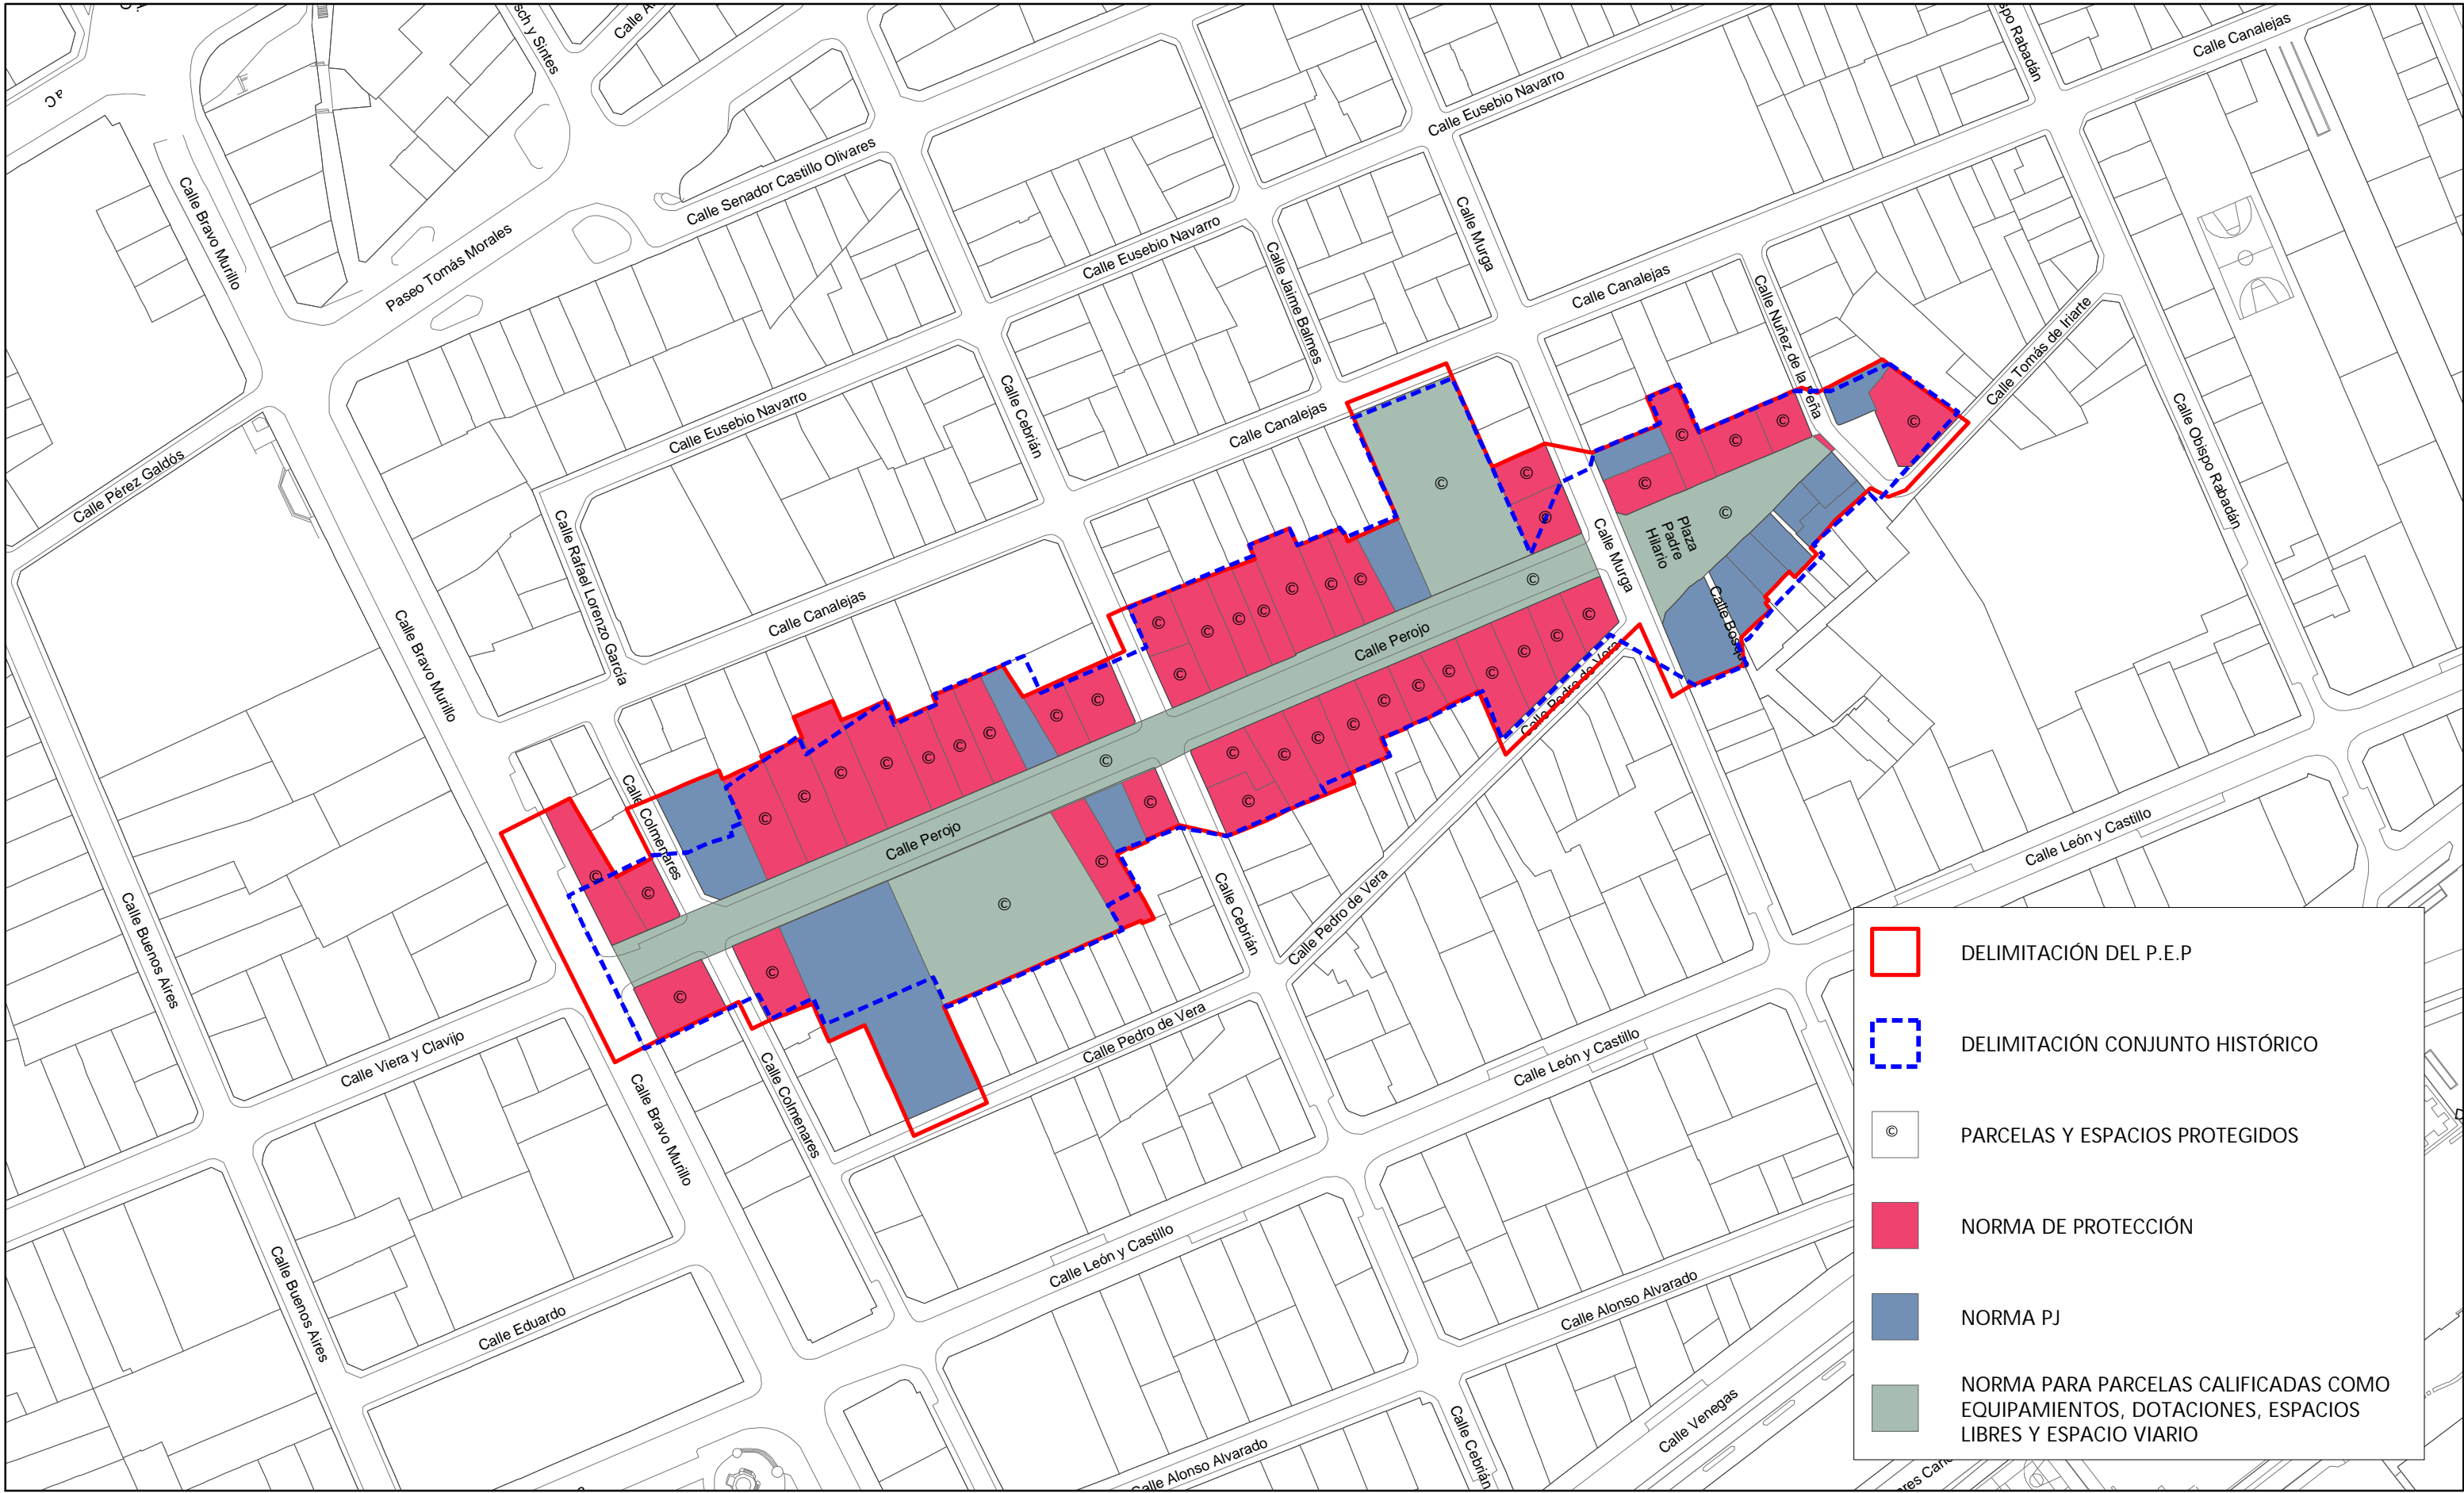 Calle Canalejas
Calle Eusebio Navarro
Calle Senador Castillo Olivares
Calle Bravo Murillo
Paseo Tomás Morales
Calle Murga
Calle Eusebio Navarro
Calle Jaime Balmes
Calle Canalejas
Calle Tomás de Iriarte
Calle Pérez Galdós
Calle Eusebio Navarro
Calle Cebrián
Calle Canalejas
Calle Obispo Rabadán
Calle Rafael Lorenzo García
Calle Murga
Plaza
Padre
Hilario
©
Calle Bravo Murillo
Calle Canalejas
Calle Perojo
Calle Pedro de Vera
Calle Colmenares
Calle Perojo
Calle León y Castillo
Calle Buenos Aires
Calle Cebrián
Calle Pedro de Vera
Calle Viera y Clavijo
Calle Pedro de Vera
Calle León y Castillo
Calle Bravo Murillo
Calle Colmenares
Calle León y Castillo
Calle Buenos Aires
Calle Eduardo
Calle Alonso Alvarado
Calle Venegas
Calle Alonso Alvarado
Calle Cebrián
DELIMITACIÓN DEL P.E.P
DELIMITACIÓN CONJUNTO HISTÓRICO
© PARCELAS Y ESPACIOS PROTEGIDOS
NORMA DE PROTECCIÓN
NORMA PJ
NORMA PARA PARCELAS CALIFICADAS COMO
EQUIPAMIENTOS, DOTACIONES, ESPACIOS
LIBRES Y ESPACIO VIARIO